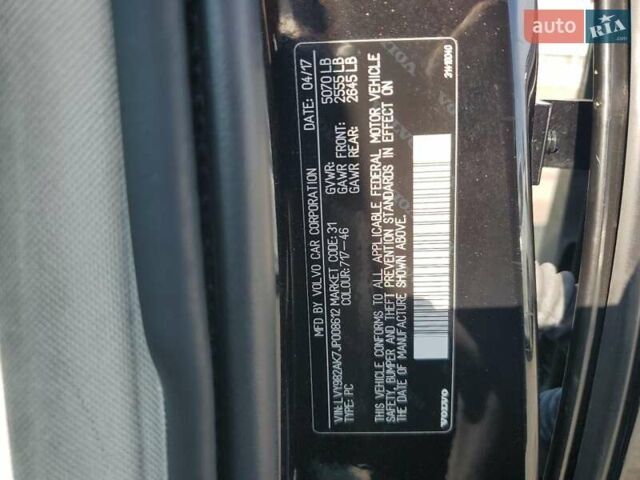 auto RIA.com
MFD BY VOLVO CAR CORPORATION DATE: 04/17
VIN: LVY982AK7JP008612 MARKET CODE: 31 GVWR: 5070 LB
TYPE: PC COLOUR: 717-46 GAWR FRONT: 2555 LB
GAWR REAR: 2645 LB
THIS VEHICLE CONFORMS TO ALL APPLICABLE FEDERAL MOTOR VEHICLE
SAFETY, BUMPER AND THEFT PREVENTION STANDARDS IN EFFECT ON
THE DATE OF MANUFACTURE SHOWN ABOVE.
VOLVO